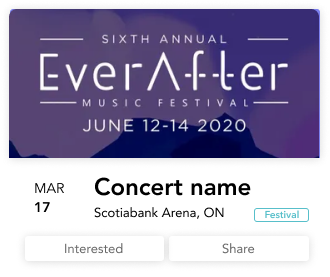 SIXTH ANNUAL
EverAfter
MUSIC FESTIVAL
JUNE 12-14 2020
MAR
17
Concert name
Scotiabank Arena, ON
Festival
Interested
Share